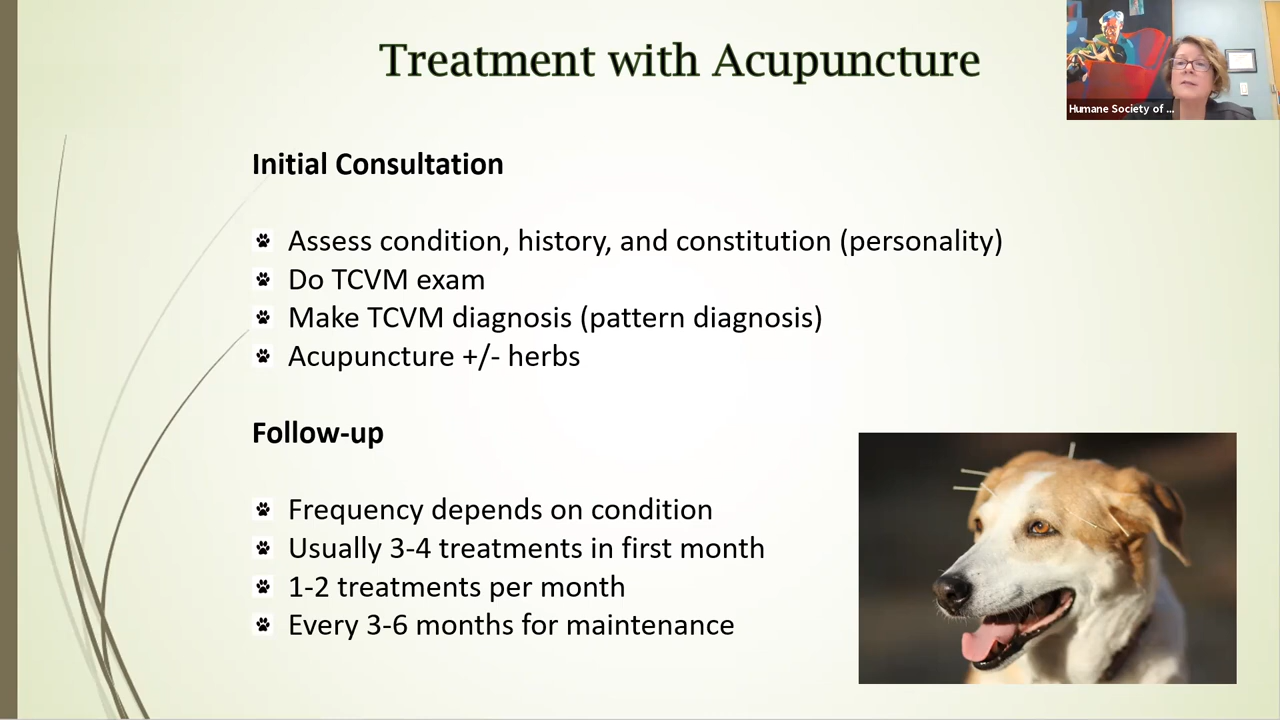 Treatment with Acupuncture
Humane Society of ...
Initial Consultation
Assess condition, history, and constitution (personality)
Do TCVM exam
Make TCVM diagnosis (pattern diagnosis)
Acupuncture +/- herbs
Follow-up
Frequency depends on condition
Usually 3-4 treatments in first month
1-2 treatments per month
Every 3-6 months for maintenance